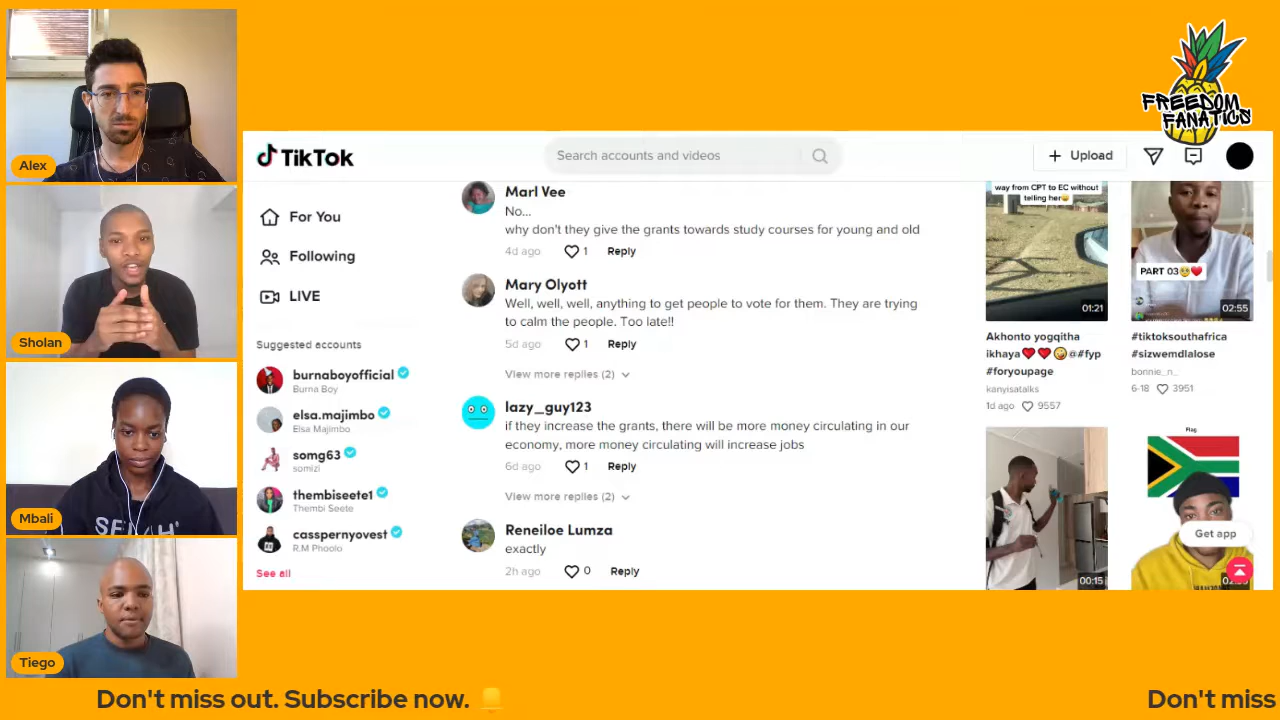 Alex
Sholan
Mbali
SELAH
Tiego
FREEDOM
FANATICS
TikTok
Search accounts and videos
+ Upload
For You
Following
LIVE
Suggested accounts
burnaboyofficial
Burna Boy
elsa.majimbo
Elsa Majimbo
somg63
somizi
thembiseete1
Thembi Seete
casspernyovest
R.M Phoolo
See all
Marl Vee
No...
why don't they give the grants towards study courses for young and old
4d ago 1 Reply
Mary Olyott
Well, well, well, anything to get people to vote for them. They are trying
to calm the people. Too late!!
5d ago 1 Reply
View more replies (2)
lazy_guy123
if they increase the grants, there will be more money circulating in our
economy, more money circulating will increase jobs
6d ago 1 Reply
View more replies (2)
Reneiloe Lumza
exactly
2h ago 0 Reply
way from CPT to EC without
telling her😂
01:21
Akhonto yogqitha
ikhaya❤️❤️🤪@#fyp
#foryoupage
kanyisatalks
1d ago 9557
PART 03🥺❤️
02:55
#tiktoksouthafrica
#sizwemdlalose
bonnie_n_
6-18 3951
00:15
Flag
Get app
Don't miss out. Subscribe now. 🔔
Don't miss